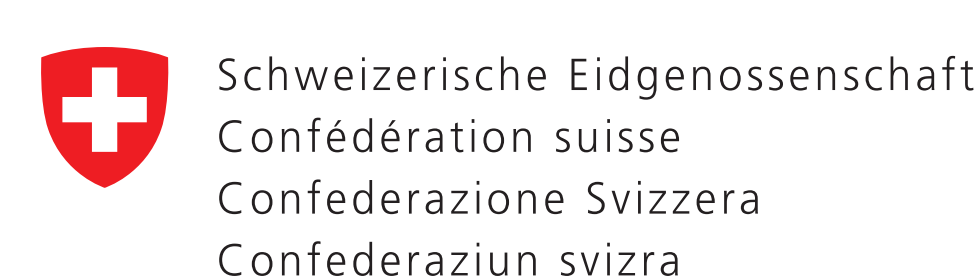 Schweizerische Eidgenossenschaft
Confédération suisse
Confederazione Svizzera
Confederaziun svizra